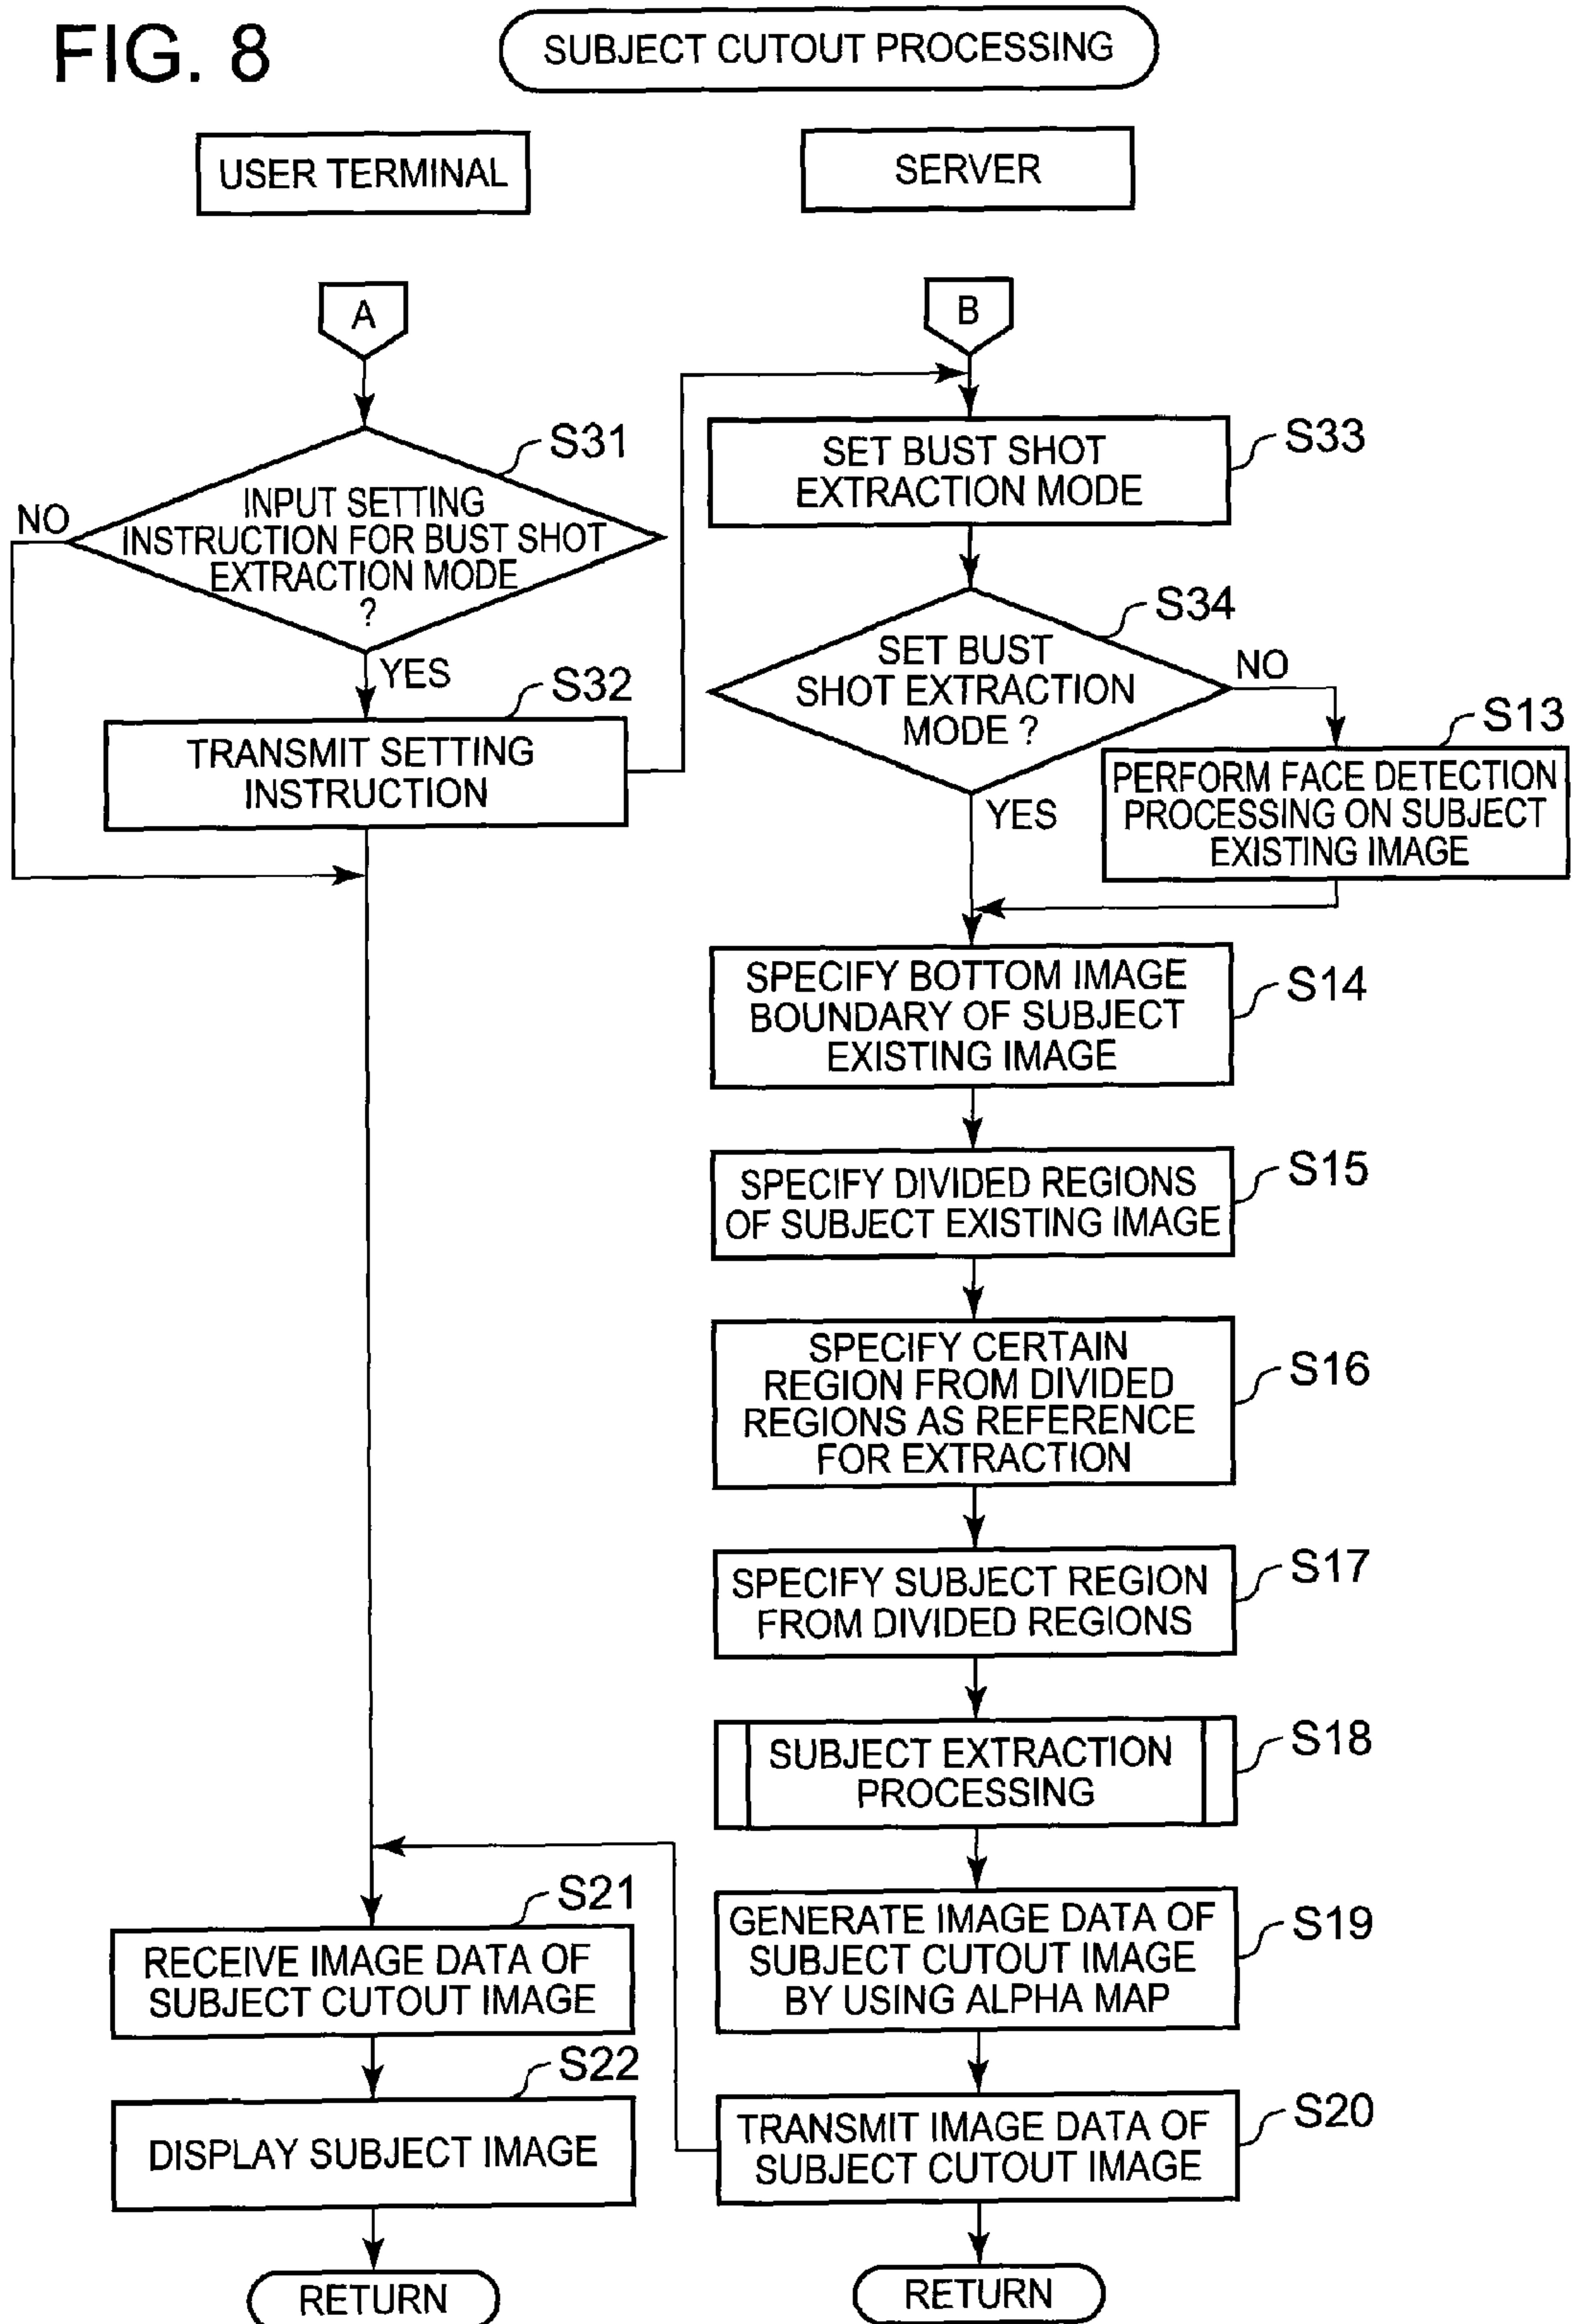 FIG. 8
SUBJECT CUTOUT PROCESSING
USER TERMINAL
SERVER
A
B
S31
INPUT SETTING
INSTRUCTION FOR BUST SHOT
EXTRACTION MODE
?
NO
YES
S32
TRANSMIT SETTING
INSTRUCTION
S33
SET BUST SHOT
EXTRACTION MODE
S34
SET BUST
SHOT EXTRACTION
MODE ?
NO
YES
S13
PERFORM FACE DETECTION
PROCESSING ON SUBJECT
EXISTING IMAGE
S14
SPECIFY BOTTOM IMAGE
BOUNDARY OF SUBJECT
EXISTING IMAGE
S15
SPECIFY DIVIDED REGIONS
OF SUBJECT EXISTING IMAGE
S16
SPECIFY CERTAIN
REGION FROM DIVIDED
REGIONS AS REFERENCE
FOR EXTRACTION
S17
SPECIFY SUBJECT REGION
FROM DIVIDED REGIONS
S18
SUBJECT EXTRACTION
PROCESSING
S19
GENERATE IMAGE DATA OF
SUBJECT CUTOUT IMAGE
BY USING ALPHA MAP
S20
TRANSMIT IMAGE DATA OF
SUBJECT CUTOUT IMAGE
S21
RECEIVE IMAGE DATA OF
SUBJECT CUTOUT IMAGE
S22
DISPLAY SUBJECT IMAGE
RETURN
RETURN